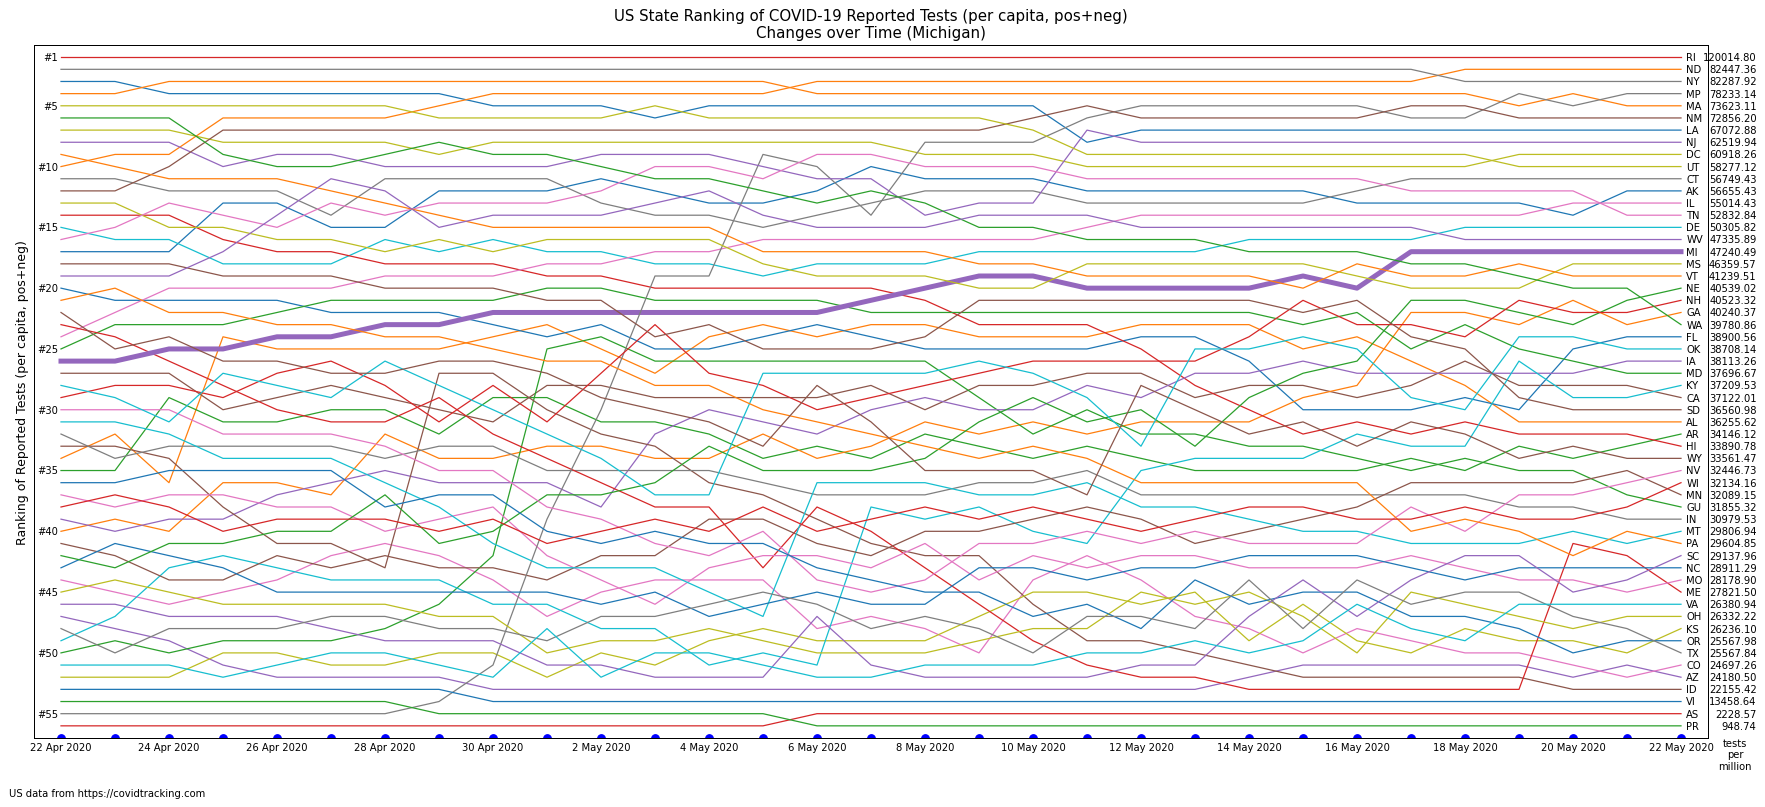 US State Ranking of COVID-19 Reported Tests (per capita, pos+neg)
Changes over Time (Michigan)
Ranking of Reported Tests (per capita, pos+neg)
#1
#5
#10
#15
#20
#25
#30
#35
#40
#45
#50
#55
RI 120014.80
ND 82447.36
NY 82287.92
MP 78233.14
MA 73623.11
NM 72856.20
LA 67072.88
NJ 62519.94
DC 60918.26
UT 58277.12
CT 56749.43
AK 56655.43
IL 55014.43
TN 52832.84
DE 50305.82
WV 47335.89
MI 47240.49
MS 46359.57
VT 41239.51
NE 40539.02
NH 40523.32
GA 40240.37
WA 39780.86
FL 38900.56
OK 38708.14
IA 38113.26
MD 37696.67
KY 37209.53
CA 37122.01
SD 36560.98
AL 36255.62
AR 34146.12
HI 33890.78
WY 33561.47
NV 32446.73
WI 32134.16
MN 32089.15
GU 31855.02
IN 30979.53
MT 29806.94
PA 29604.85
SC 29137.96
NC 28911.29
MO 28178.90
ME 27821.50
VA 26380.94
OH 26332.22
KS 26236.10
OR 25567.98
TX 25567.84
CO 24697.26
AZ 24180.50
ID 22155.42
VI 13458.64
AS 2228.57
PR 948.74
22 Apr 2020
24 Apr 2020
26 Apr 2020
28 Apr 2020
30 Apr 2020
2 May 2020
4 May 2020
6 May 2020
8 May 2020
10 May 2020
12 May 2020
14 May 2020
16 May 2020
18 May 2020
20 May 2020
22 May 2020
tests
per
million
US data from https://covidtracking.com